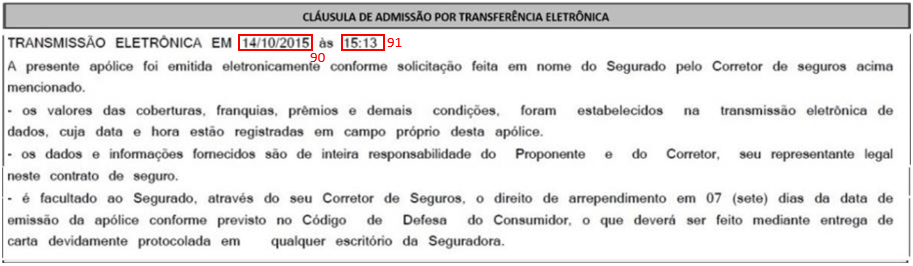 CLÁUSULA DE ADMISSÃO POR TRANSFERÊNCIA ELETRÔNICA
TRANSMISSÃO ELETRÔNICA EM 14/10/2015 às 15:13 91
90
A presente apólice foi emitida eletronicamente conforme solicitação feita em nome do Segurado pelo Corretor de seguros acima
mencionado.
- os valores das coberturas, franquias, prêmios e demais condições, foram estabelecidos na transmissão eletrônica de
dados, cuja data e hora estão registradas em campo próprio desta apólice.
- os dados e informações fornecidos são de inteira responsabilidade do Proponente e do Corretor, seu representante legal
neste contrato de seguro.
- é facultado ao Segurado, através do seu Corretor de Seguros, o direito de arrependimento em 07 (sete) dias da data de
emissão da apólice conforme previsto no Código de Defesa do Consumidor, o que deverá ser feito mediante entrega de
carta devidamente protocolada em qualquer escritório da Seguradora.